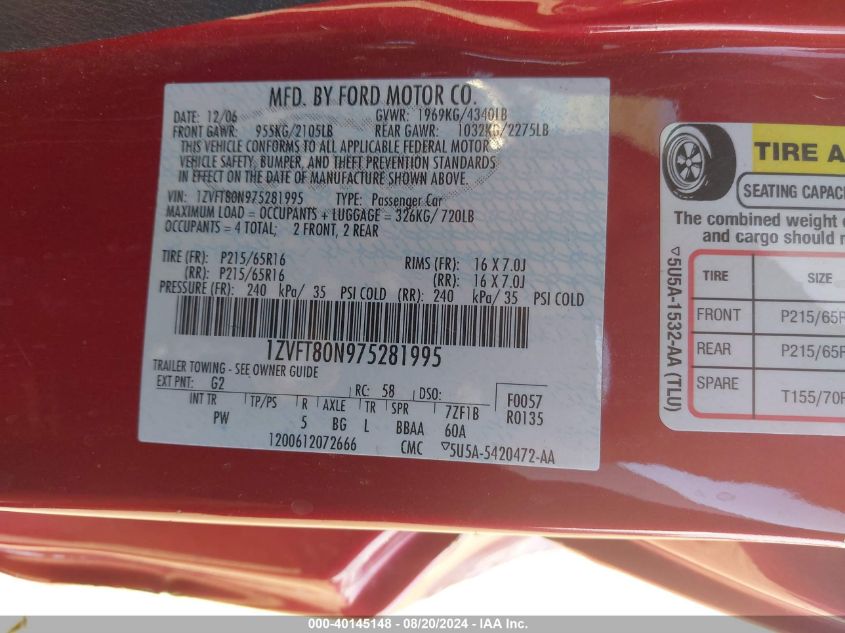 MFD. BY FORD MOTOR CO.
DATE: 12/06 GVWR: 1969KG/4340LB
FRONT GAWR: 955KG/2105LB REAR GAWR: 1032KG/2275LB
THIS VEHICLE CONFORMS TO ALL APPLICABLE FEDERAL MOTOR
VEHICLE SAFETY, BUMPER, AND THEFT PREVENTION STANDARDS
IN EFFECT ON THE DATE OF MANUFACTURE SHOWN ABOVE.
VIN: 1ZVFT80N975281995 TYPE: Passenger Car
MAXIMUM LOAD = OCCUPANTS + LUGGAGE = 326KG/720LB
OCCUPANTS = 4 TOTAL; 2 FRONT, 2 REAR
TIRE (FR): P215/65R16 RIMS (FR): 16 X 7.0J
(RR): P215/65R16 (RR): 16 X 7.0J
PRESSURE (FR): 240 kPa/ 35 PSI COLD (RR): 240 kPa/ 35 PSI COLD
1ZVFT80N975281995
TRAILER TOWING - SEE OWNER GUIDE
EXT PNT: G2 RC: 58 DSO: F0057
R0135
INT TR TP/PS R AXLE TR SPR 7ZF1B
PW 5 BG L BBAA 60A
1200612072666 CMC ▽5U5A-5420472-AA
TIRE A
SEATING CAPAC
The combined weight
and cargo should
TIRE SIZE
FRONT P215/65R
REAR P215/65R
SPARE T155/70R
▽5U5A-1532-AA (TLU)
000-40145148 - 08/20/2024 - IAA Inc.